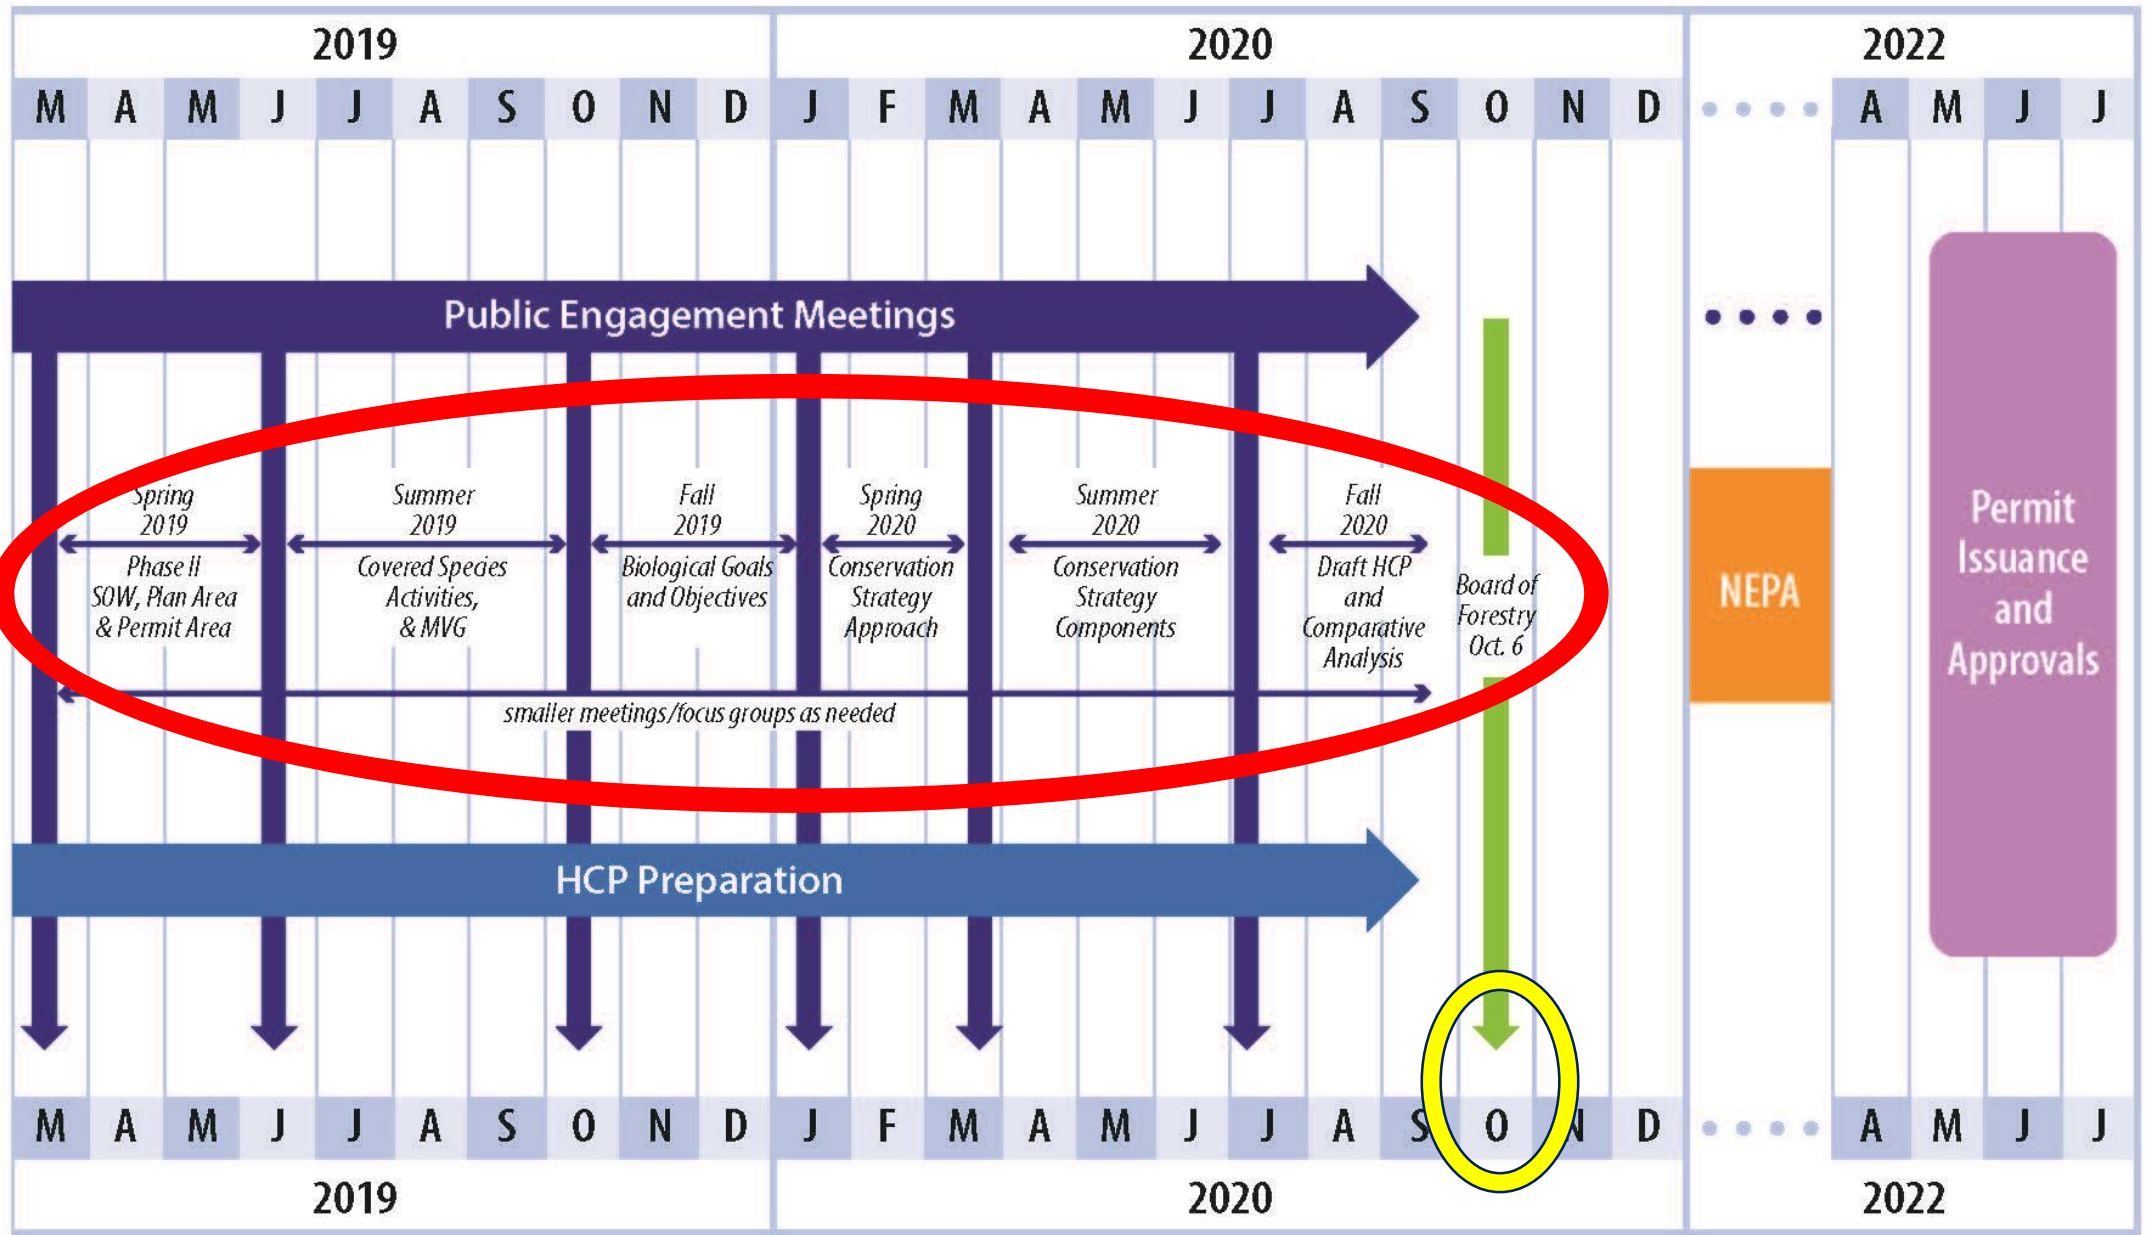 2019 2020 2022
M A M J J A S O N D J F M A M J J A S O N D A M J J
Public Engagement Meetings
Spring
2019
Phase II
SOW, Plan Area
& Permit Area
Summer
2019
Covered Species
Activities,
& MVG
Fall
2019
Biological Goals
and Objectives
Spring
2020
Conservation
Strategy
Approach
Summer
2020
Conservation
Strategy
Components
Fall
2020
Draft HCP
and
Comparative
Analysis
Board of
Forestry
Oct. 6
NEPA
Permit
Issuance
and
Approvals
smaller meetings/focus groups as needed
HCP Preparation
M A M J J A S O N D J F M A M J J A S O N D A M J J
2019 2020 2022